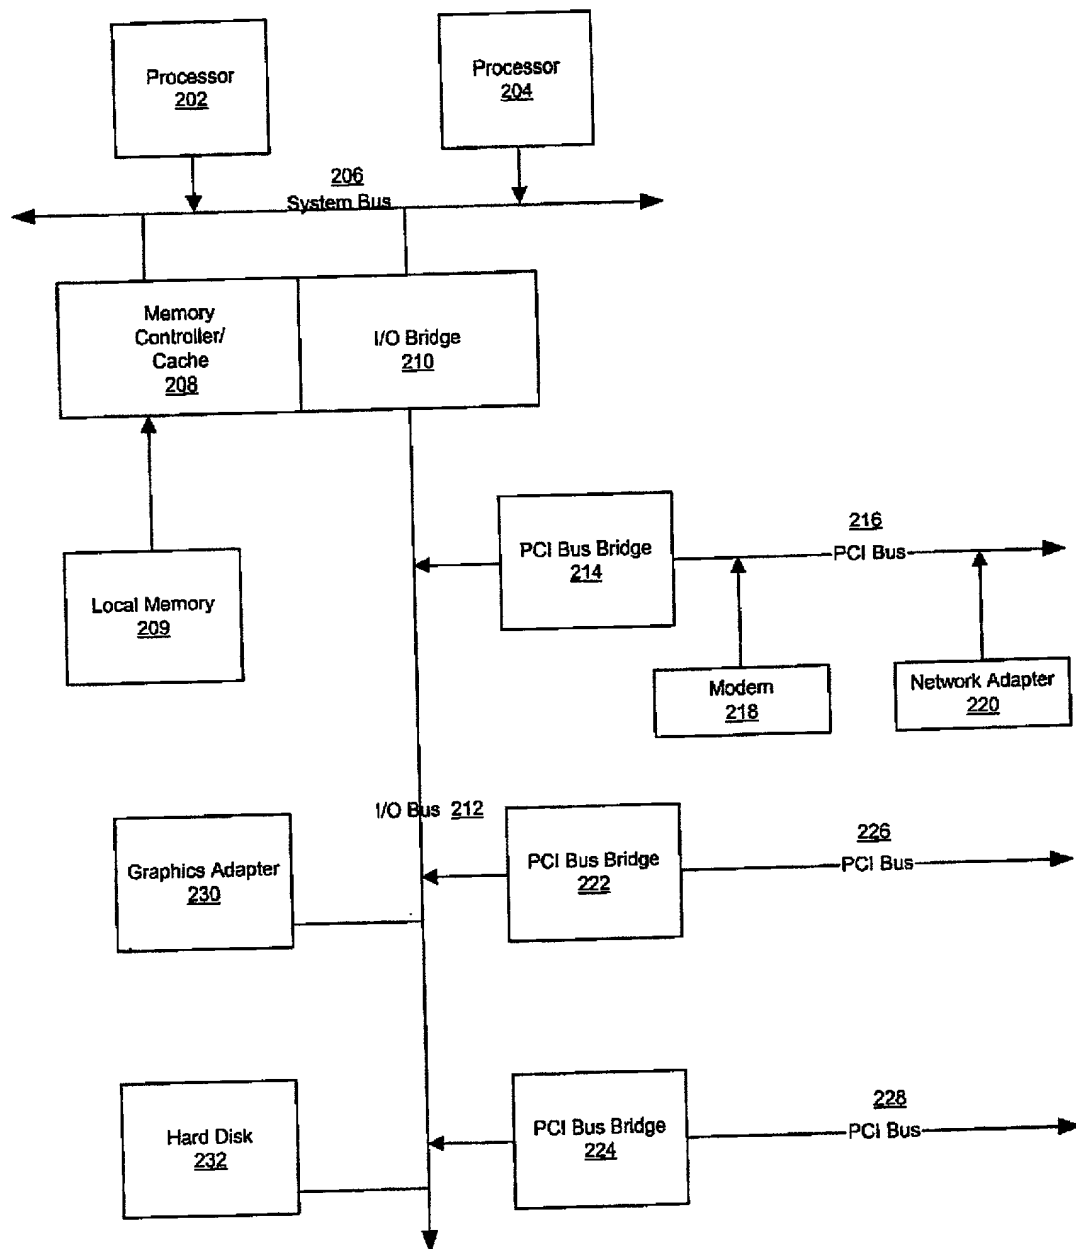 Processor
202
Processor
204
206
System Bus
Memory
Controller/
Cache
208
I/O Bridge
210
PCI Bus Bridge
214
216
PCI Bus
Local Memory
209
Modem
218
Network Adapter
220
I/O Bus 212
Graphics Adapter
230
PCI Bus Bridge
222
226
PCI Bus
Hard Disk
232
PCI Bus Bridge
224
228
PCI Bus